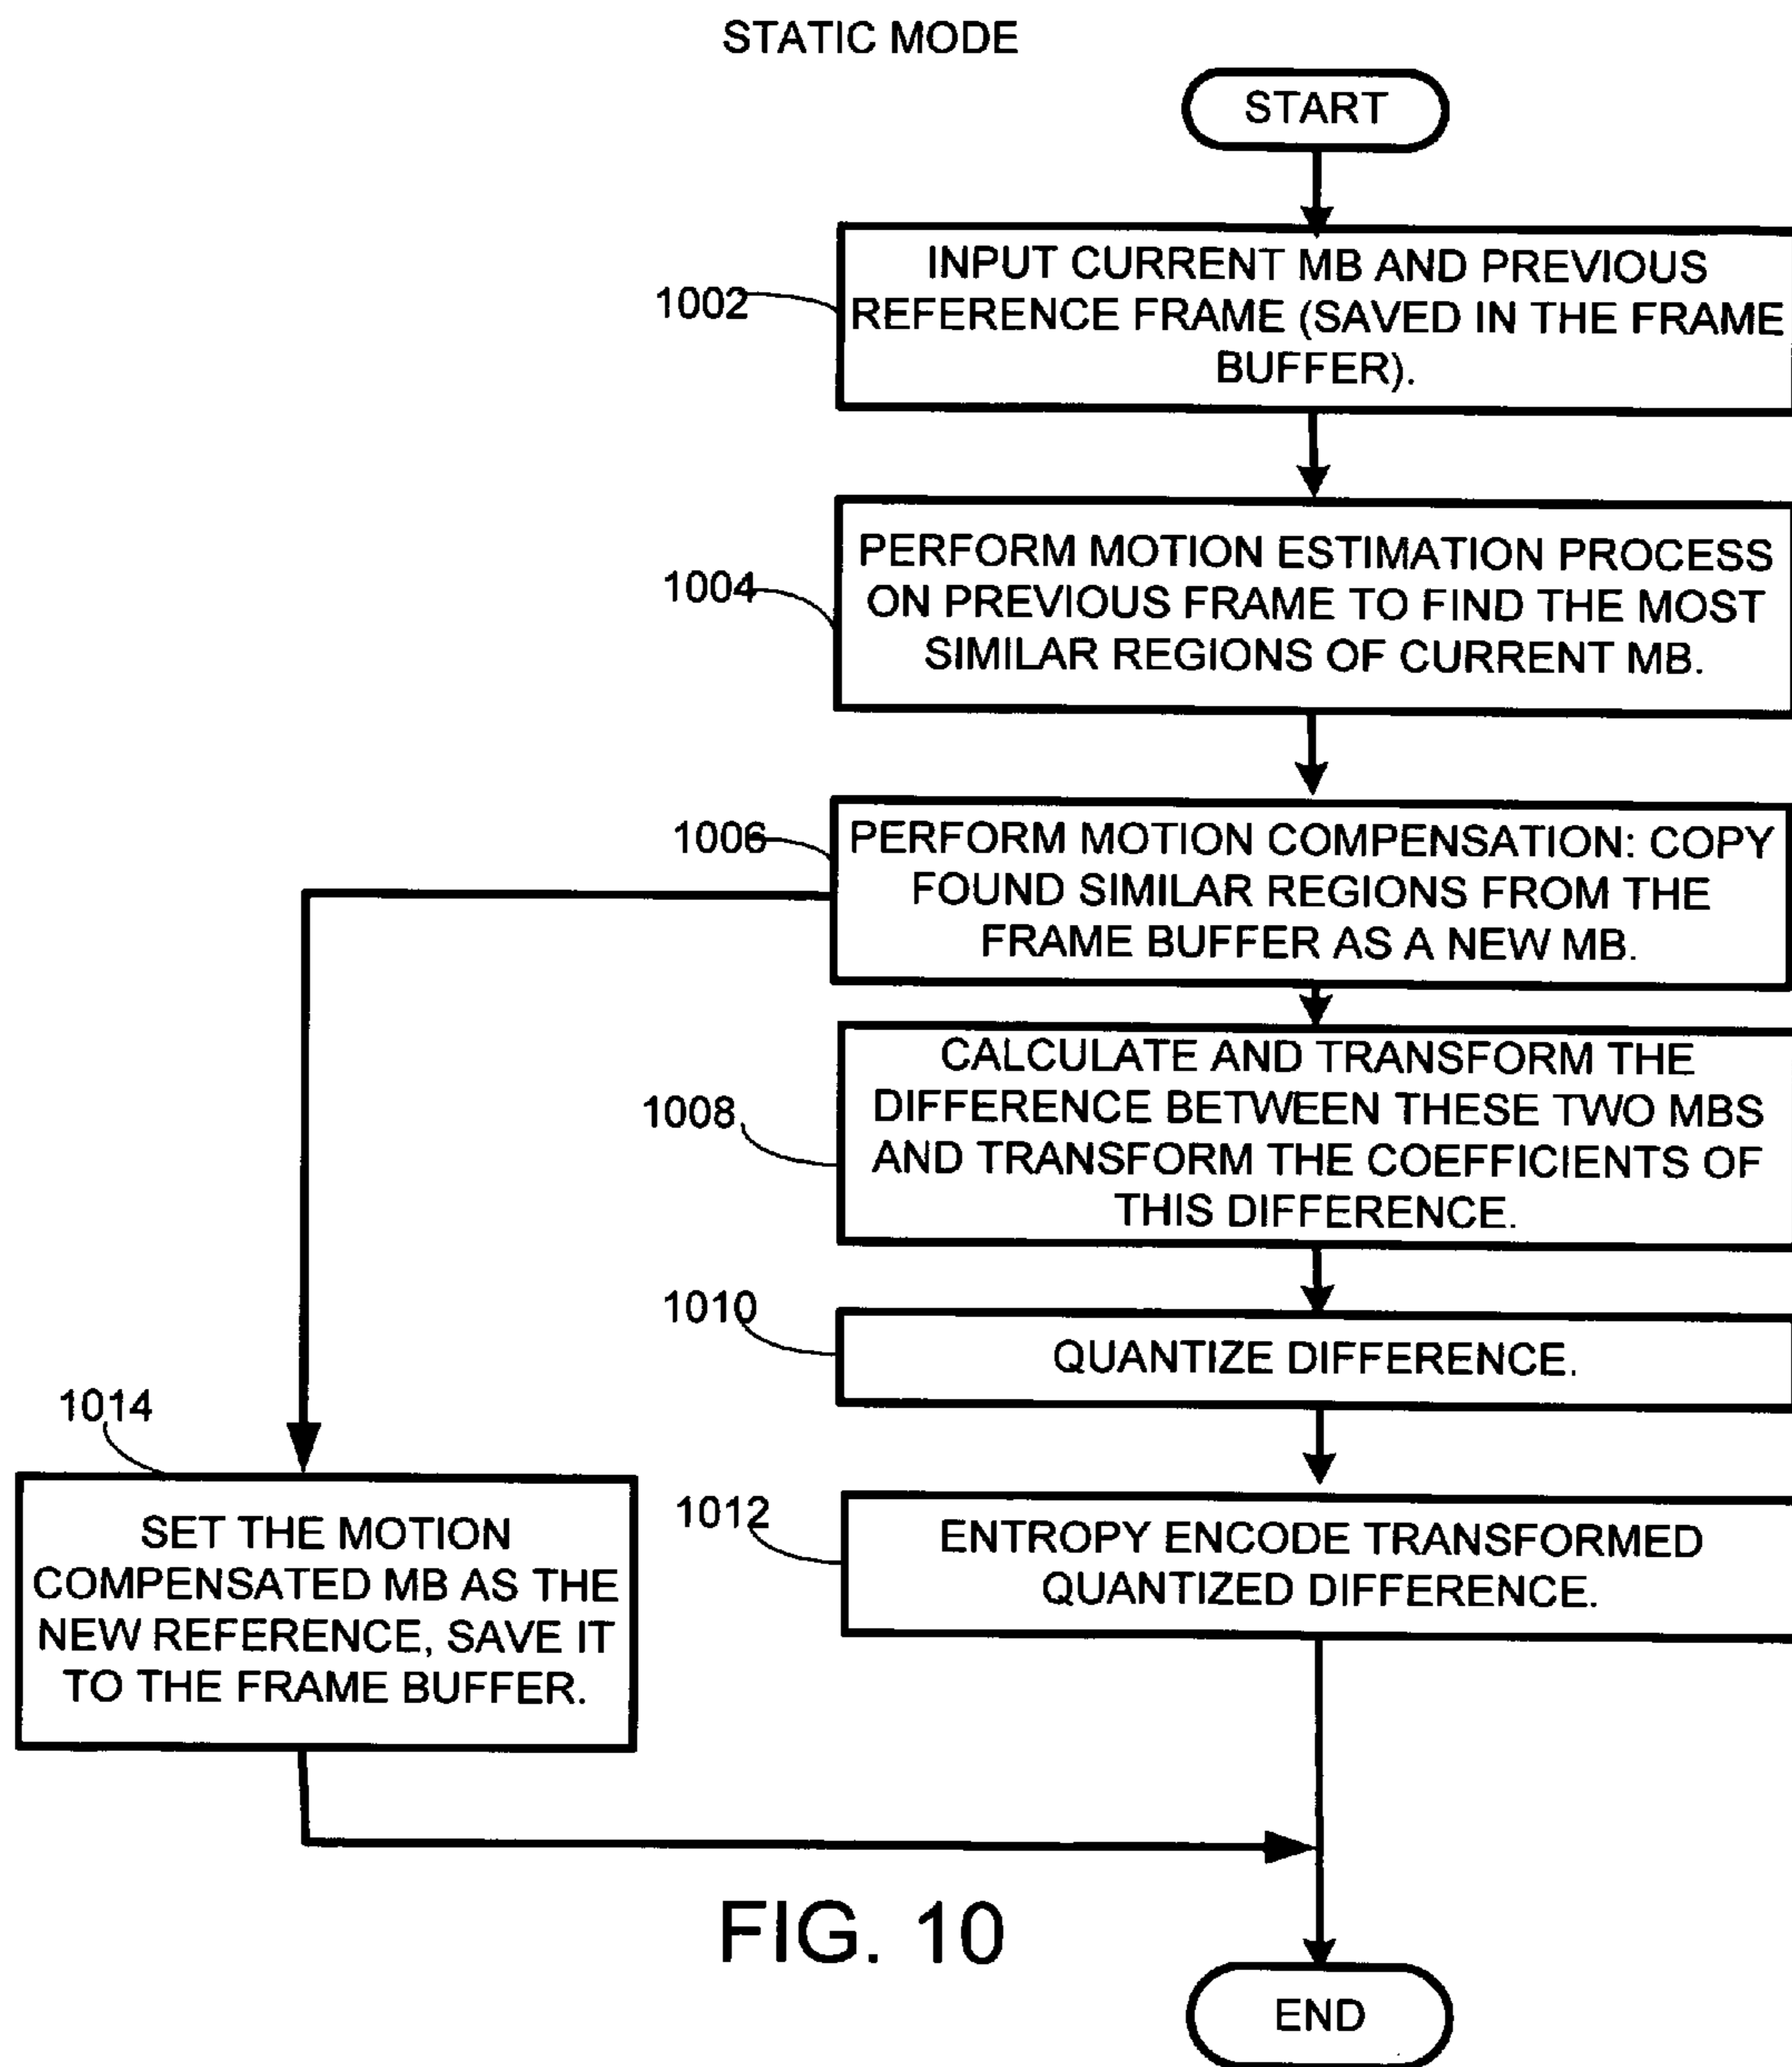 STATIC MODE
START
1002
INPUT CURRENT MB AND PREVIOUS
REFERENCE FRAME (SAVED IN THE FRAME
BUFFER).
1004
PERFORM MOTION ESTIMATION PROCESS
ON PREVIOUS FRAME TO FIND THE MOST
SIMILAR REGIONS OF CURRENT MB.
1006
PERFORM MOTION COMPENSATION: COPY
FOUND SIMILAR REGIONS FROM THE
FRAME BUFFER AS A NEW MB.
1008
CALCULATE AND TRANSFORM THE
DIFFERENCE BETWEEN THESE TWO MBS
AND TRANSFORM THE COEFFICIENTS OF
THIS DIFFERENCE.
1010
QUANTIZE DIFFERENCE.
1012
ENTROPY ENCODE TRANSFORMED
QUANTIZED DIFFERENCE.
1014
SET THE MOTION
COMPENSATED MB AS THE
NEW REFERENCE, SAVE IT
TO THE FRAME BUFFER.
FIG. 10
END